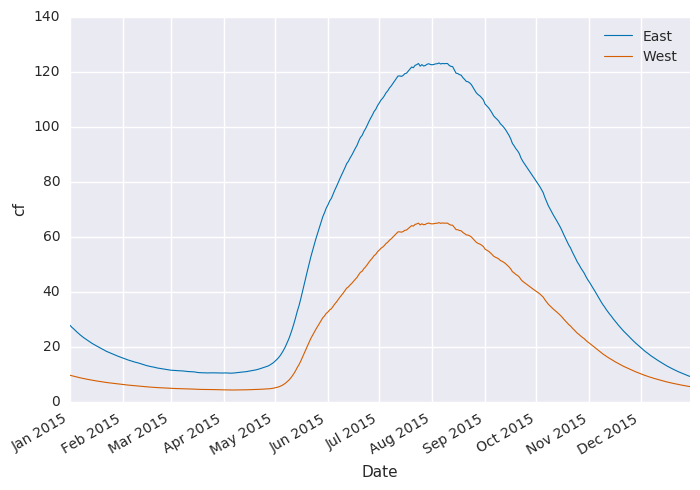 140
120
100
80
60
40
20
0
cf
East
West
Jan 2015
Feb 2015
Mar 2015
Apr 2015
May 2015
Jun 2015
Jul 2015
Aug 2015
Sep 2015
Oct 2015
Nov 2015
Dec 2015
Date